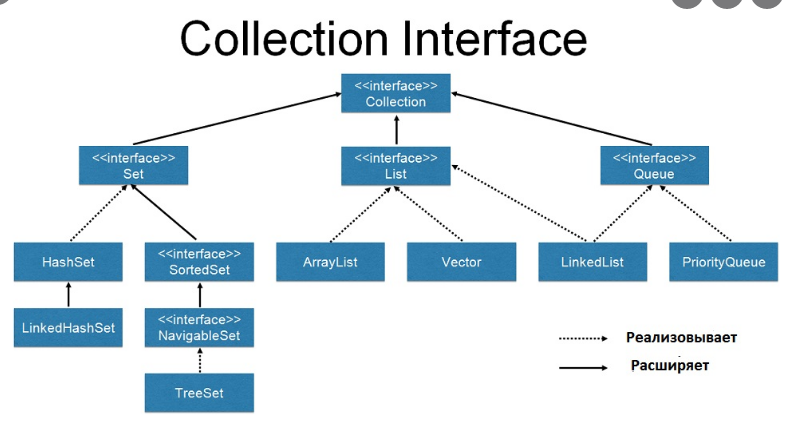 Collection Interface
<<interface>>
Collection
<<interface>>
Set
<<interface>>
List
<<interface>>
Queue
HashSet
<<interface>>
SortedSet
ArrayList
Vector
LinkedList
PriorityQueue
LinkedHashSet
<<interface>>
NavigableSet
TreeSet
Реализовывает
Расширяет